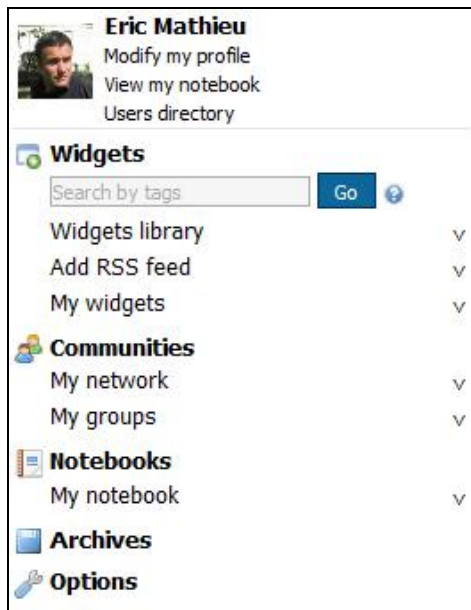 Eric Mathieu
Modify my profile
View my notebook
Users directory
Widgets
Search by tags Go ?
Widgets library v
Add RSS feed v
My widgets v
Communities
My network v
My groups v
Notebooks
My notebook v
Archives
Options